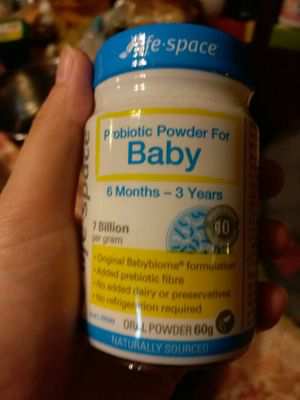 life-space
Probiotic Powder For
Baby
6 Months – 3 Years
7 Billion
per gram
• Original Babybiome® formulation
• Added prebiotic fibre
• No added dairy or preservatives
• No refrigeration required
ORAL POWDER 60g
NATURALLY SOURCED